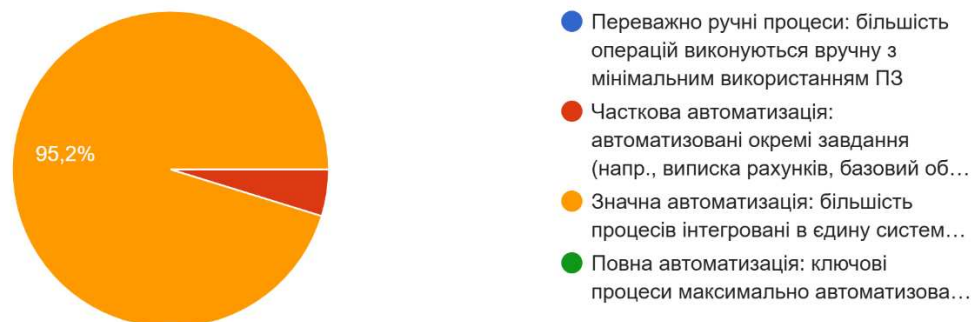 95,2%
Переважно ручні процеси: більшість
операцій виконуються вручну з
мінімальним використанням ПЗ
Часткова автоматизація:
автоматизовані окремі завдання
(напр., виписка рахунків, базовий об…
Значна автоматизація: більшість
процесів інтегровані в єдину систем…
Повна автоматизація: ключові
процеси максимально автоматизова…